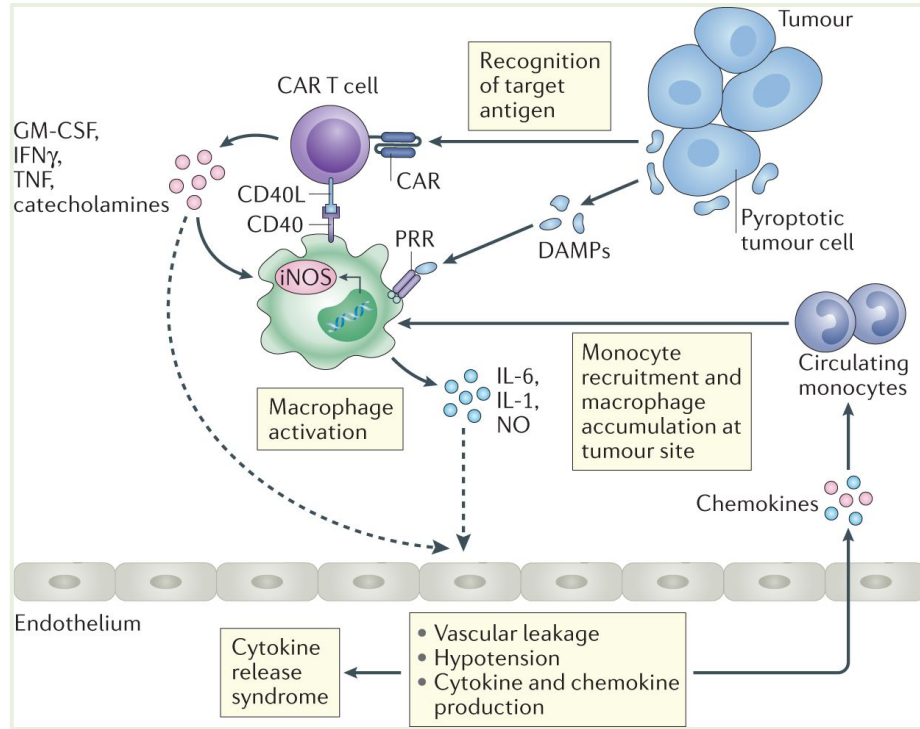 Tumour
Recognition
of target
antigen
CAR T cell
GM-CSF,
IFNγ,
TNF,
catecholamines
CAR
CD40L
CD40
PRR
DAMPs
Pyroptotic
tumour cell
iNOS
Circulating
monocytes
Monocyte
recruitment and
macrophage
accumulation at
tumour site
IL-6,
IL-1,
NO
Macrophage
activation
Chemokines
Endothelium
Cytokine
release
syndrome
• Vascular leakage
• Hypotension
• Cytokine and chemokine
production